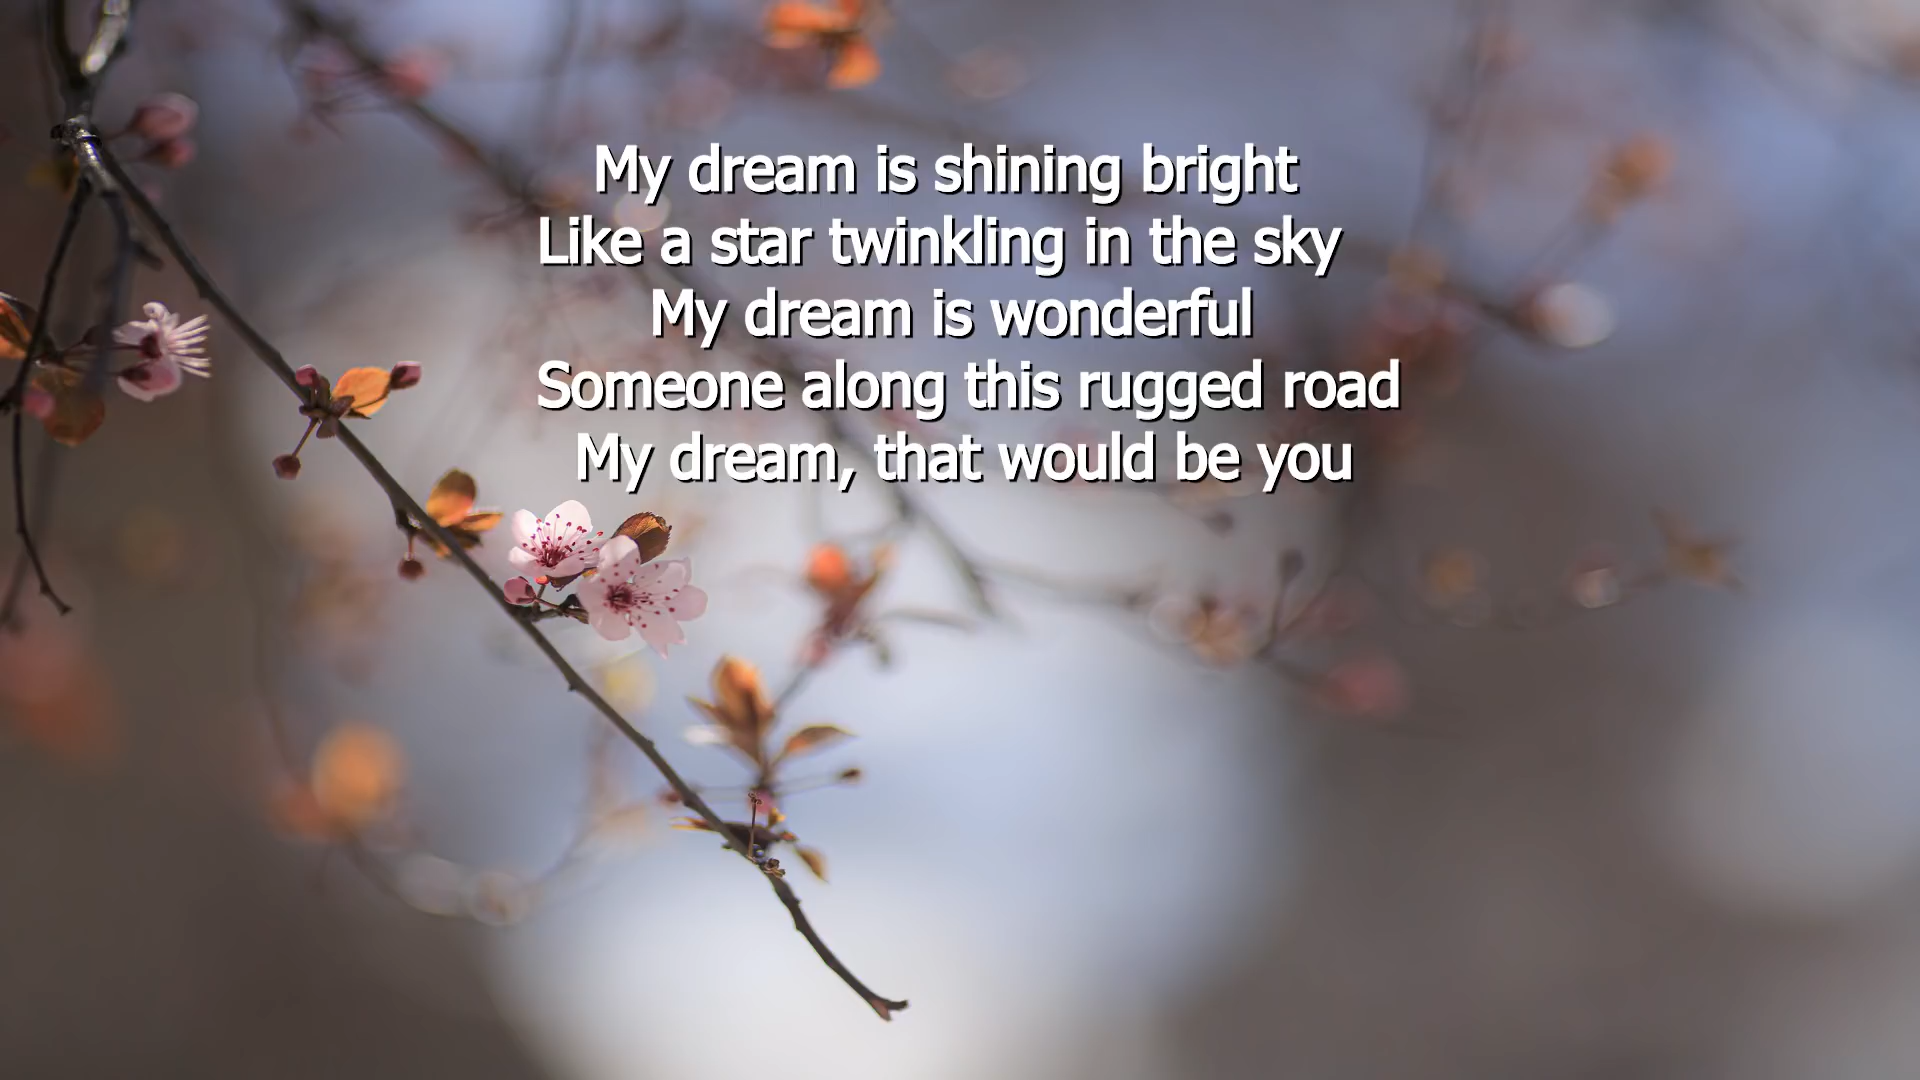 My dream is shining bright
Like a star twinkling in the sky
My dream is wonderful
Someone along this rugged road
My dream, that would be you